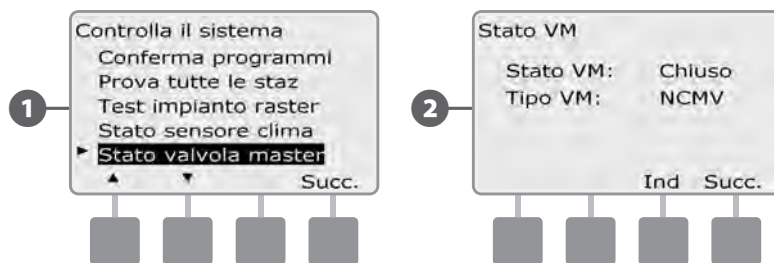 Controlla il sistema
Conferma programmi
Prova tutte le staz
Test impianto raster
Stato sensore clima
Stato valvola master
Succ.
1
Stato VM
Stato VM: Chiuso
Tipo VM: NCMV
Ind Succ.
2